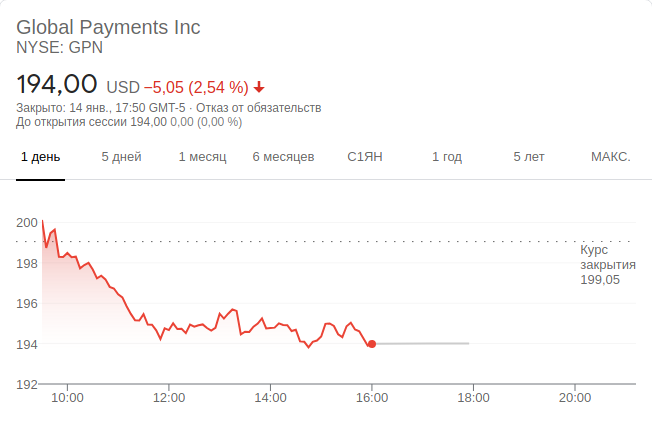 Global Payments Inc
NYSE: GPN
194,00 USD −5,05 (2,54 %)
Закрыто: 14 янв., 17:50 GMT-5 · Отказ от обязательств
До открытия сессии 194,00 0,00 (0,00 %)
1 день 5 дней 1 месяц 6 месяцев С1ЯН 1 год 5 лет МАКС.
200
Курс
закрытия
199,05
198
196
194
192
10:00 12:00 14:00 16:00 18:00 20:00